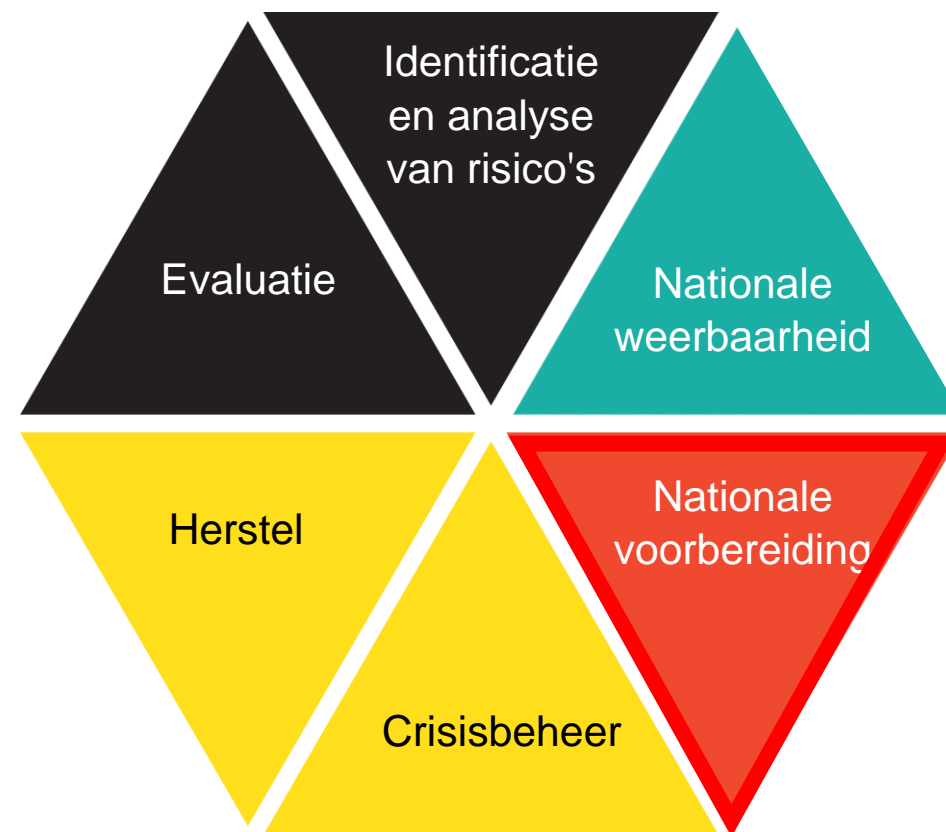 Identificatie
en analyse
van risico's
Evaluatie
Nationale
weerbaarheid
Herstel
Nationale
voorbereiding
Crisisbeheer